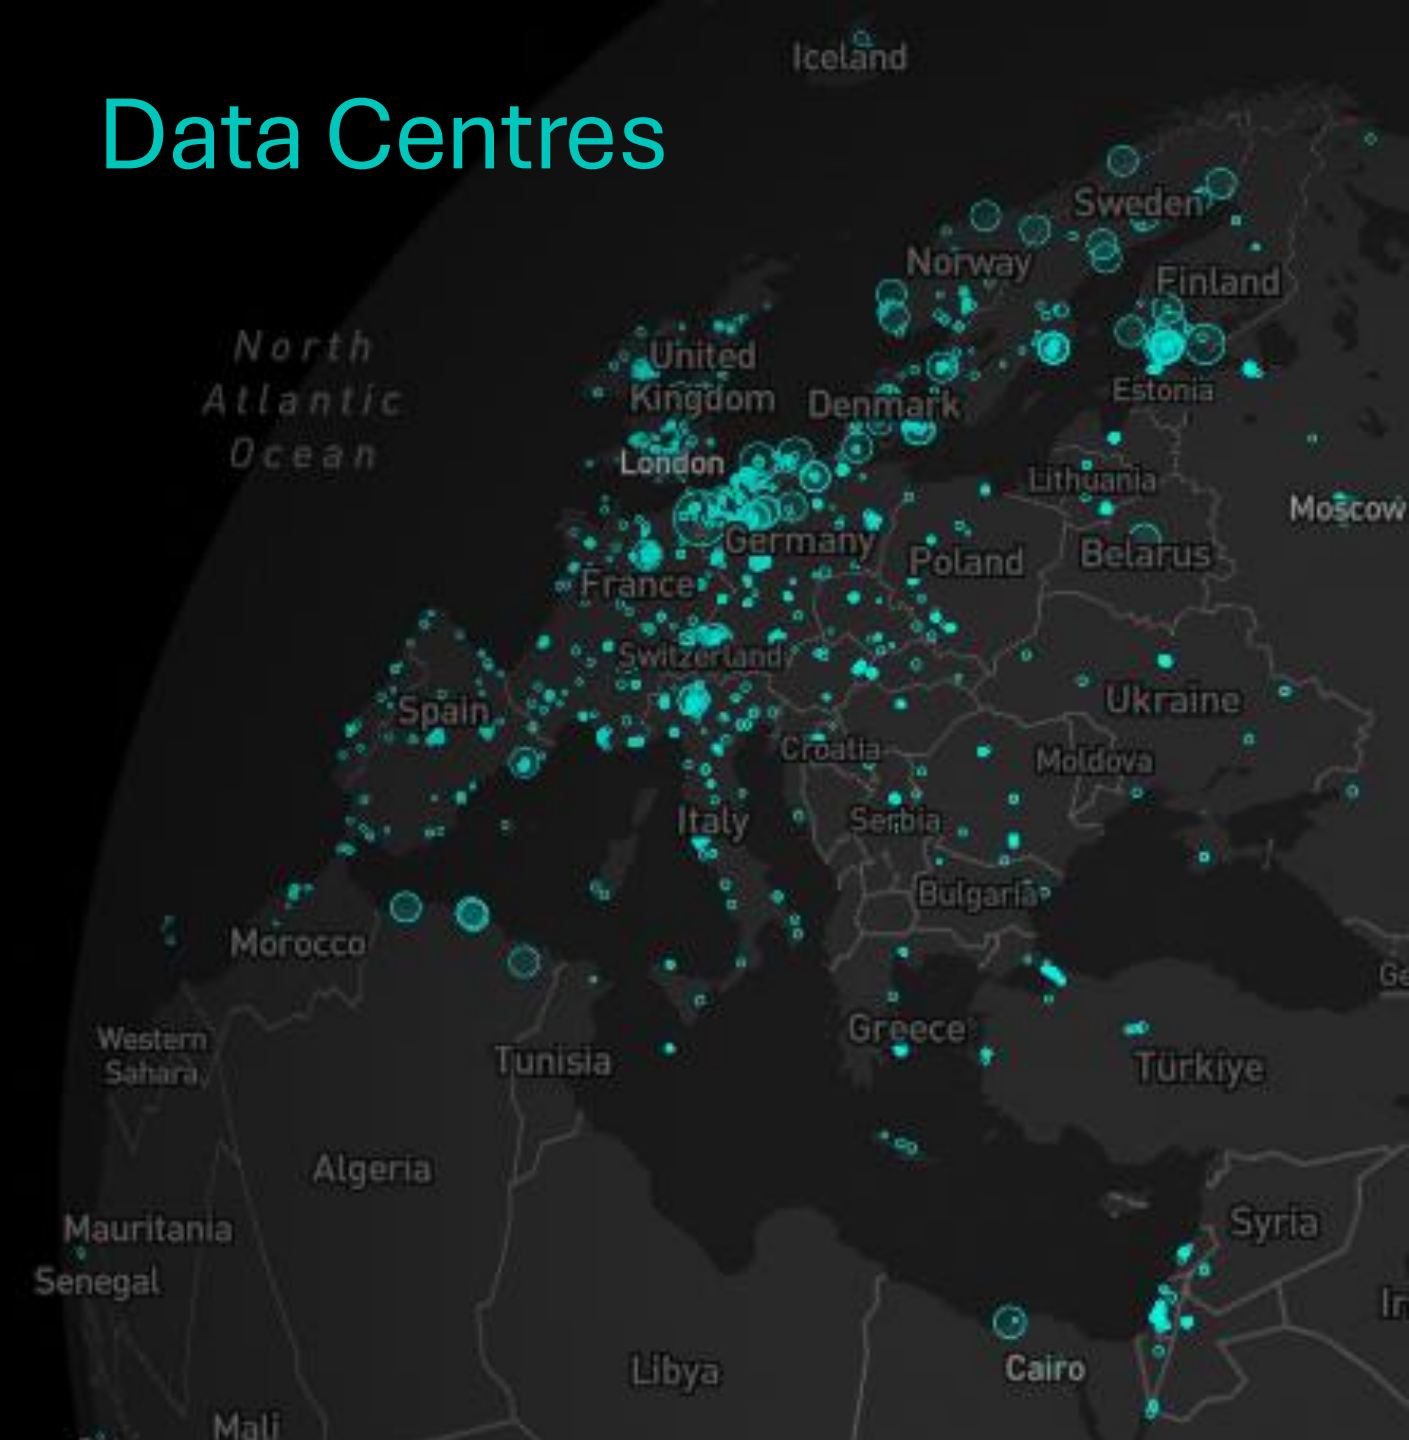 Iceland
Data Centres
Sweden
Norway
Finland
North
Atlantic
Ocean
United
Kingdom
Denmark
Estonia
London
Lithuania
Moscow
Germany
Poland
Belarus
France
Switzerland
Spain
Ukraine
Croatia
Moldova
Italy
Serbia
Bulgaria
Morocco
Ge
Western
Sahara
Tunisia
Greece
Türkiye
Algeria
Mauritania
Syria
Senegal
Ir
Libya
Cairo
Mali